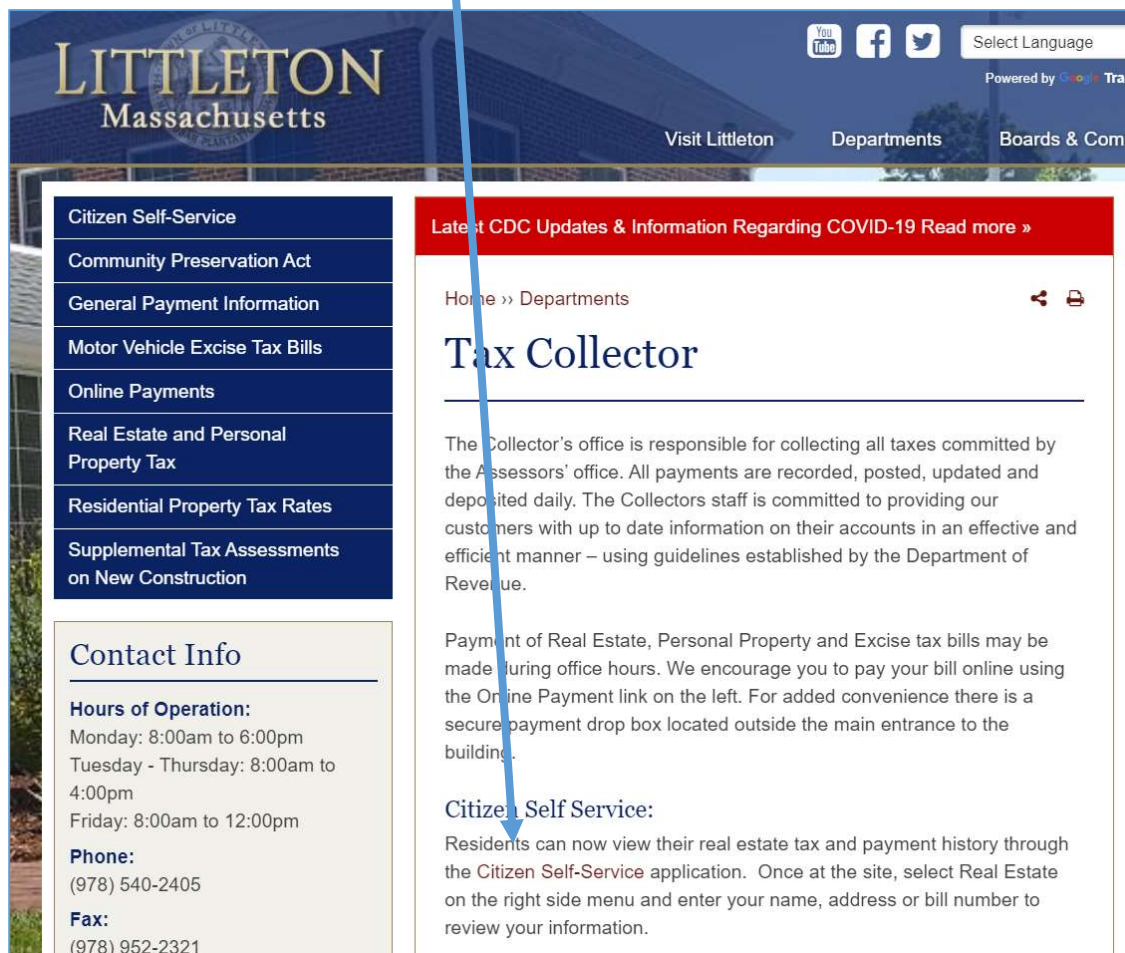 LITTLETON
Massachusetts
You
Tube
Select Language
Powered by Google Tra
Visit Littleton
Departments
Boards & Com
Citizen Self-Service
Community Preservation Act
General Payment Information
Motor Vehicle Excise Tax Bills
Online Payments
Real Estate and Personal
Property Tax
Residential Property Tax Rates
Supplemental Tax Assessments
on New Construction
Contact Info
Hours of Operation:
Monday: 8:00am to 6:00pm
Tuesday - Thursday: 8:00am to
4:00pm
Friday: 8:00am to 12:00pm
Phone:
(978) 540-2405
Fax:
(978) 952-2321
Latest CDC Updates & Information Regarding COVID-19 Read more »
Home ›› Departments
Tax Collector
The Collector’s office is responsible for collecting all taxes committed by
the Assessors’ office. All payments are recorded, posted, updated and
deposited daily. The Collectors staff is committed to providing our
customers with up to date information on their accounts in an effective and
efficient manner – using guidelines established by the Department of
Revenue.
Payment of Real Estate, Personal Property and Excise tax bills may be
made during office hours. We encourage you to pay your bill online using
the Online Payment link on the left. For added convenience there is a
secure payment drop box located outside the main entrance to the
building.
Citizen Self Service:
Residents can now view their real estate tax and payment history through
the Citizen Self-Service application. Once at the site, select Real Estate
on the right side menu and enter your name, address or bill number to
review your information.